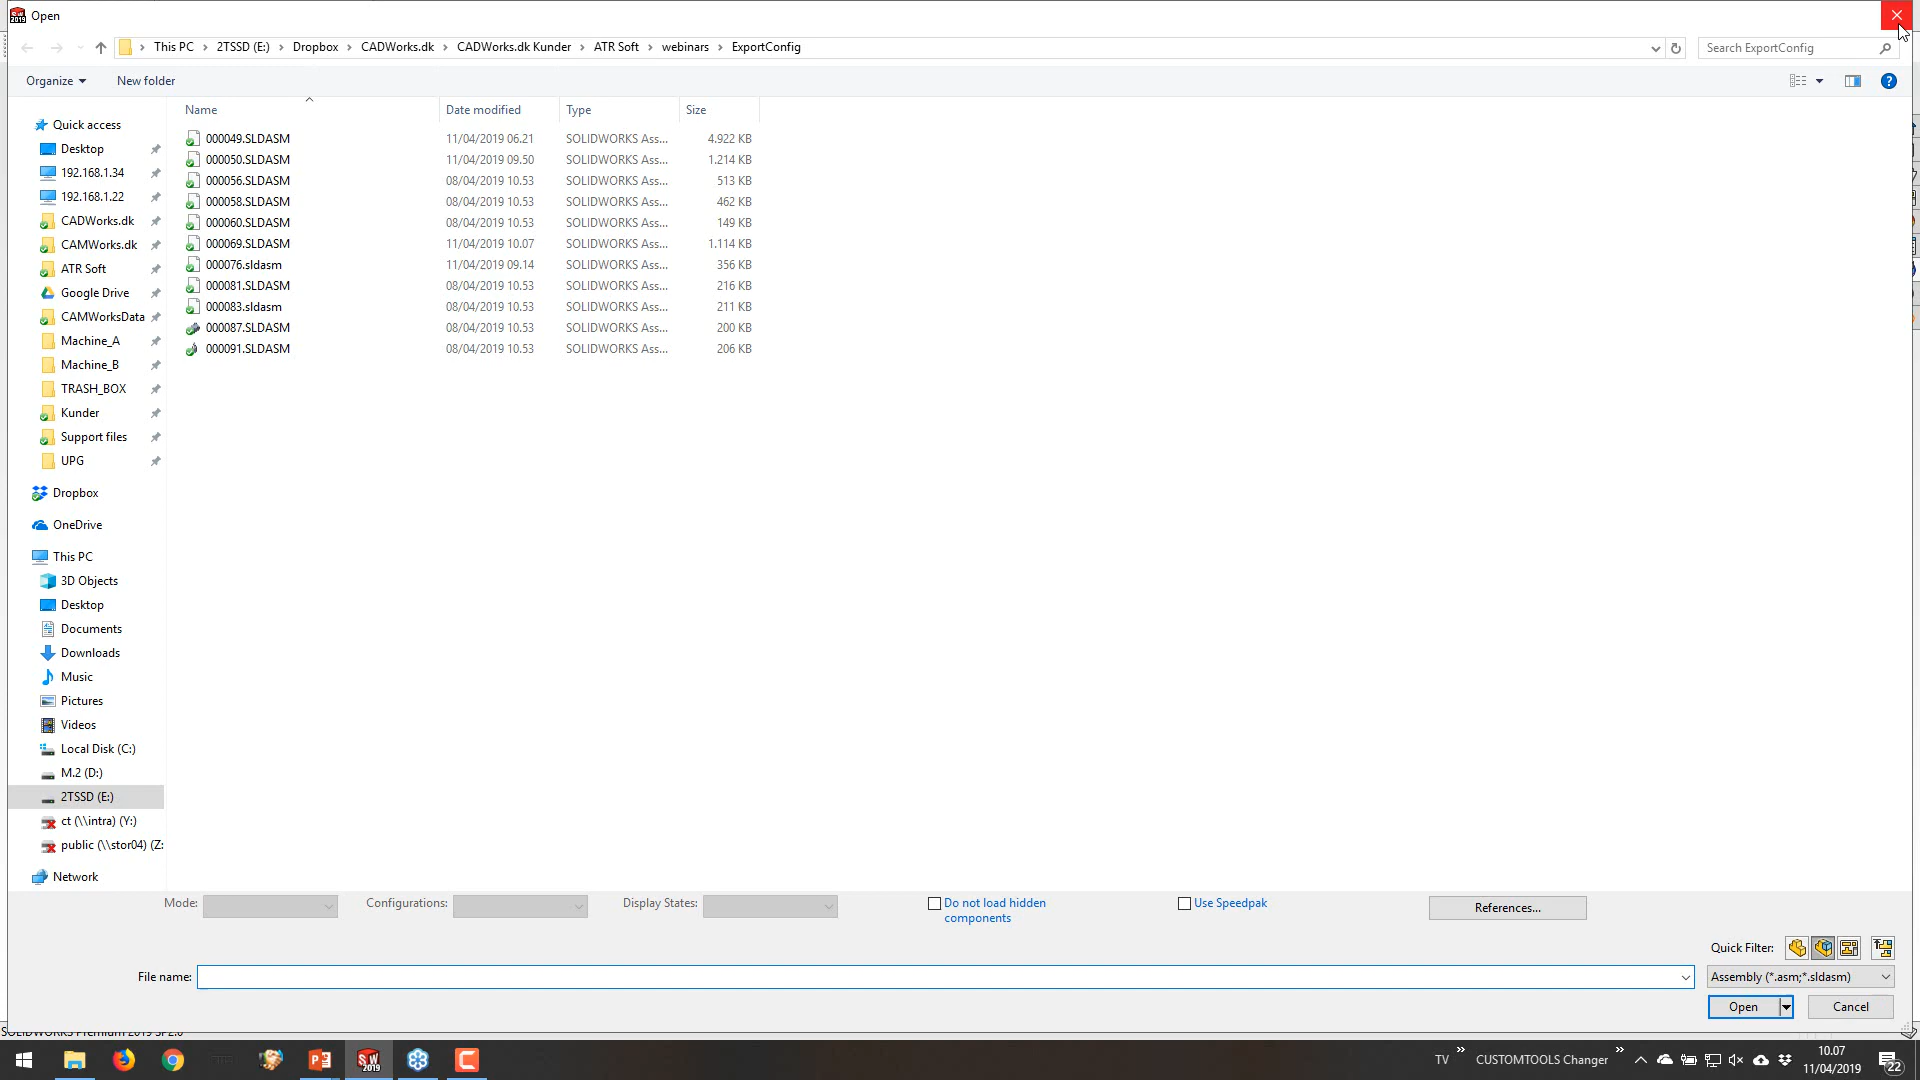 Open
This PC > 2TSSD (E:) > Dropbox > CADWorks.dk > CADWorks.dk Kunder > ATR Soft > webinars > ExportConfig
Search ExportConfig
Organize New folder
Name Date modified Type Size
000049.SLDASM 11/04/2019 06.21 SOLIDWORKS Ass... 4.922 KB
000050.SLDASM 11/04/2019 09.50 SOLIDWORKS Ass... 1.214 KB
000056.SLDASM 08/04/2019 10.53 SOLIDWORKS Ass... 513 KB
000058.SLDASM 08/04/2019 10.53 SOLIDWORKS Ass... 462 KB
000060.SLDASM 08/04/2019 10.53 SOLIDWORKS Ass... 149 KB
000069.SLDASM 11/04/2019 10.07 SOLIDWORKS Ass... 1.114 KB
000076.sldasm 11/04/2019 09.14 SOLIDWORKS Ass... 356 KB
000081.SLDASM 08/04/2019 10.53 SOLIDWORKS Ass... 216 KB
000083.sldasm 08/04/2019 10.53 SOLIDWORKS Ass... 211 KB
000087.SLDASM 08/04/2019 10.53 SOLIDWORKS Ass... 200 KB
000091.SLDASM 08/04/2019 10.53 SOLIDWORKS Ass... 206 KB
Quick access
Desktop
192.168.1.34
192.168.1.22
CADWorks.dk
CAMWorks.dk
ATR Soft
Google Drive
CAMWorksData
Machine_A
Machine_B
TRASH_BOX
Kunder
Support files
UPG
Dropbox
OneDrive
This PC
3D Objects
Desktop
Documents
Downloads
Music
Pictures
Videos
Local Disk (C:)
M.2 (D:)
2TSSD (E:)
ct (\\intra) (Y:)
public (\\stor04) (Z:
Network
Mode: Configurations: Display States: Do not load hidden
components
Use Speedpak References...
Quick Filter:
File name: Assembly (*.asm;*.sldasm)
Open Cancel
SOLIDWORKS Premium 2019 SP2.0
SW
2019
TV » CUSTOMTOOLS Changer »
10.07
11/04/2019
22